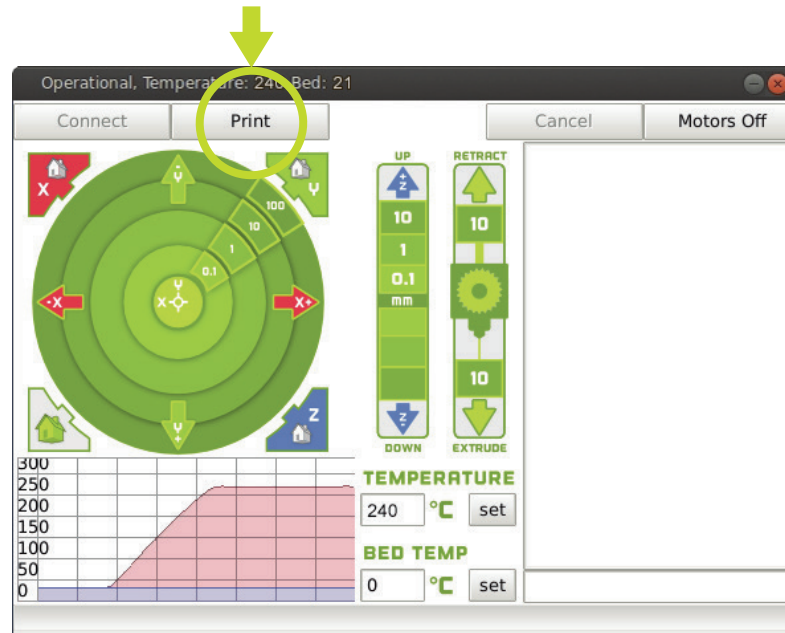 Operational, Temperature: 240 Bed: 21
Connect Print Cancel Motors Off
UP RETRACT
X -Y Y +Z
100
10 10 10
1 1
0.1 0.1
Y mm
-X X X+
10
Z
Y+ Z-
DOWN EXTRUDE
300
250
200
150
100
50
0
TEMPERATURE
240 °C set
BED TEMP
0 °C set